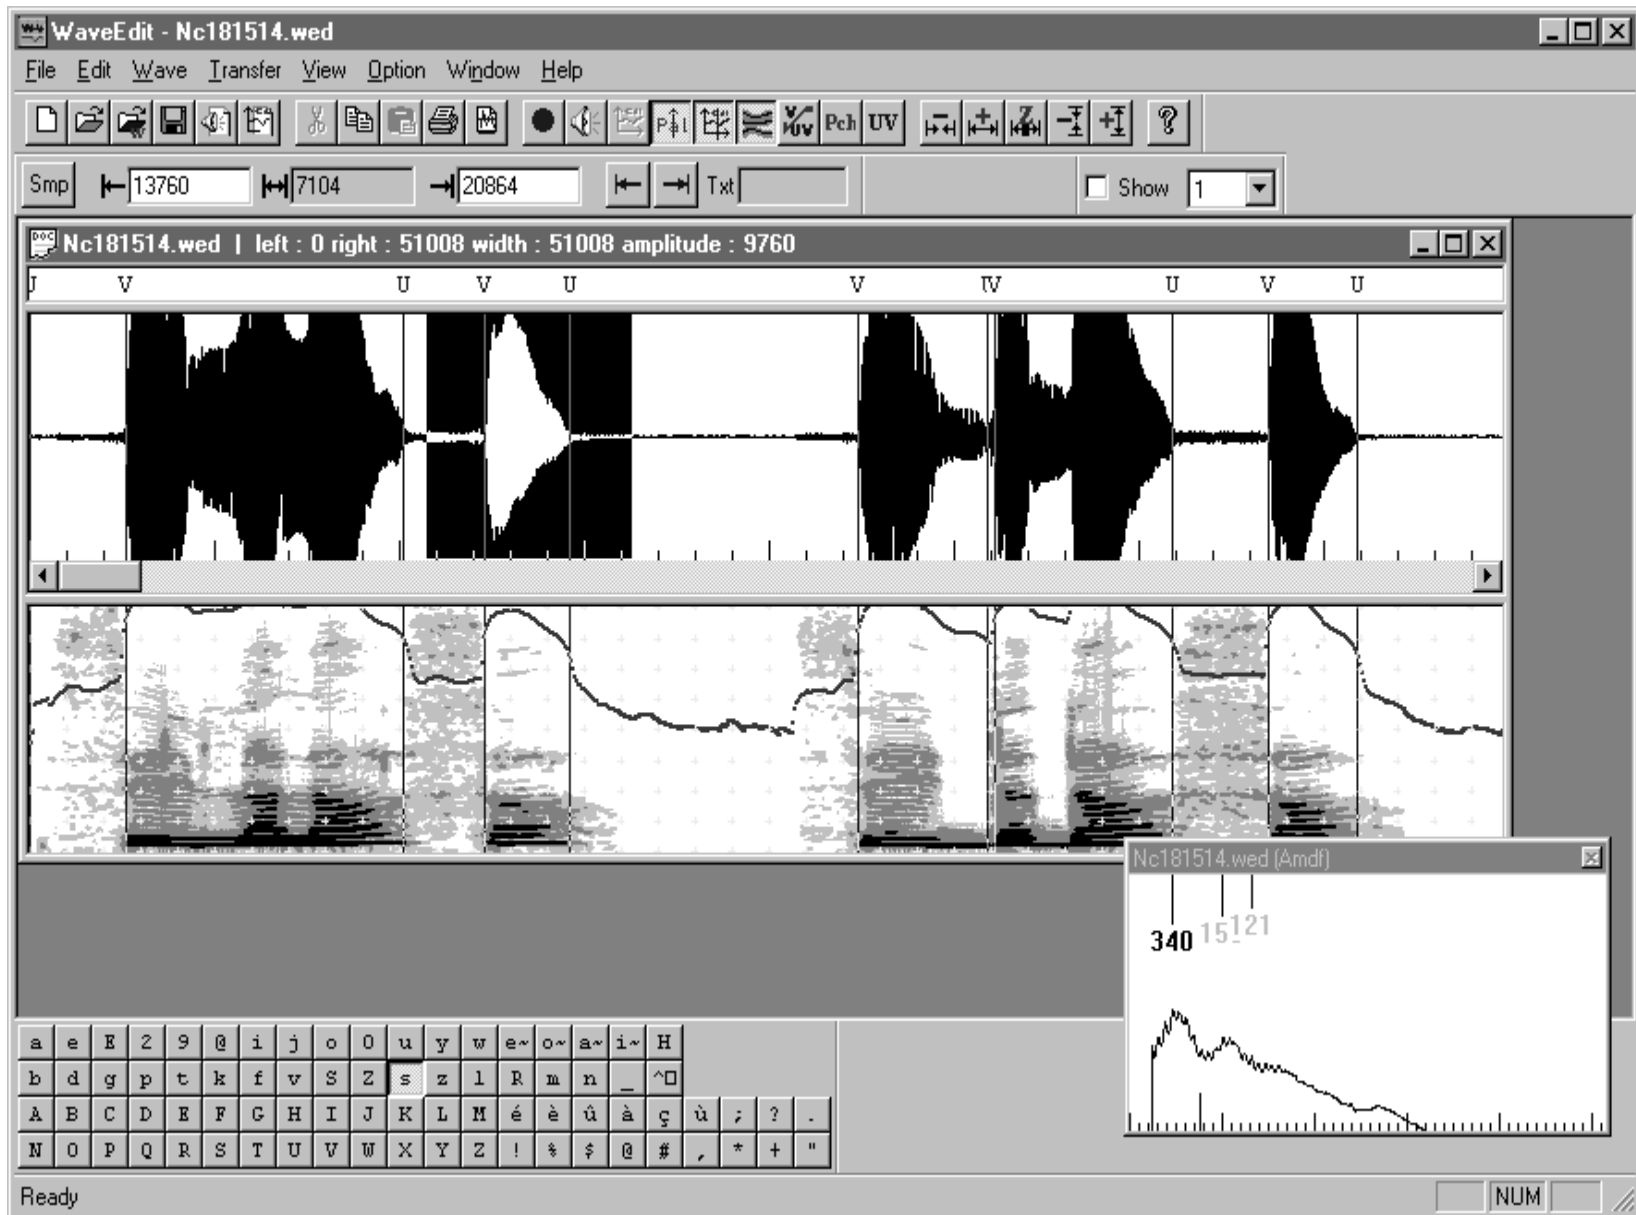 WaveEdit - Nc181514.wed
File Edit Wave Transfer View Option Window Help
Pch UV
Smp 13760 7104 20864 Txt Show 1
Nc181514.wed | left : 0 right : 51008 width : 51008 amplitude : 9760
V U V U V IV U V U
Nc181514.wed (Amdf)
340 15_ 121
a e E 2 9 @ i j o O u y w e~ o~ a~ i~ H
b d g p t k f v S Z s z l R m n _ ^□
A B C D E F G H I J K L M é è û à ç ù ; ? .
N O P Q R S T U V W X Y Z ! % $ @ # , * + "
Ready NUM